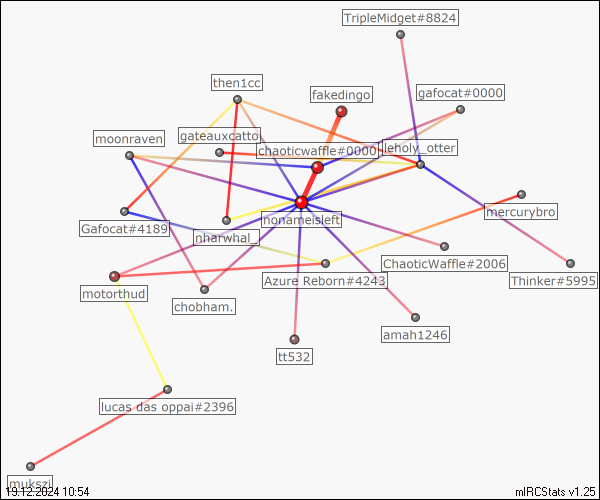 TripleMidget#8824
then1cc
fakedingo
gafocat#0000
moonraven
gateauxcatto
chaoticwaffle#0000
leholy_otter
nonameisleft
mercurybro
Gafocat#4189
nharwhal_
ChaoticWaffle#2006
Thinker#5995
motorthud
Azure Reborn#4243
chobham.
amah1246
tt532
lucas das oppai#2396
mukszi
19.12.2024 10:54
mIRCStats v1.25